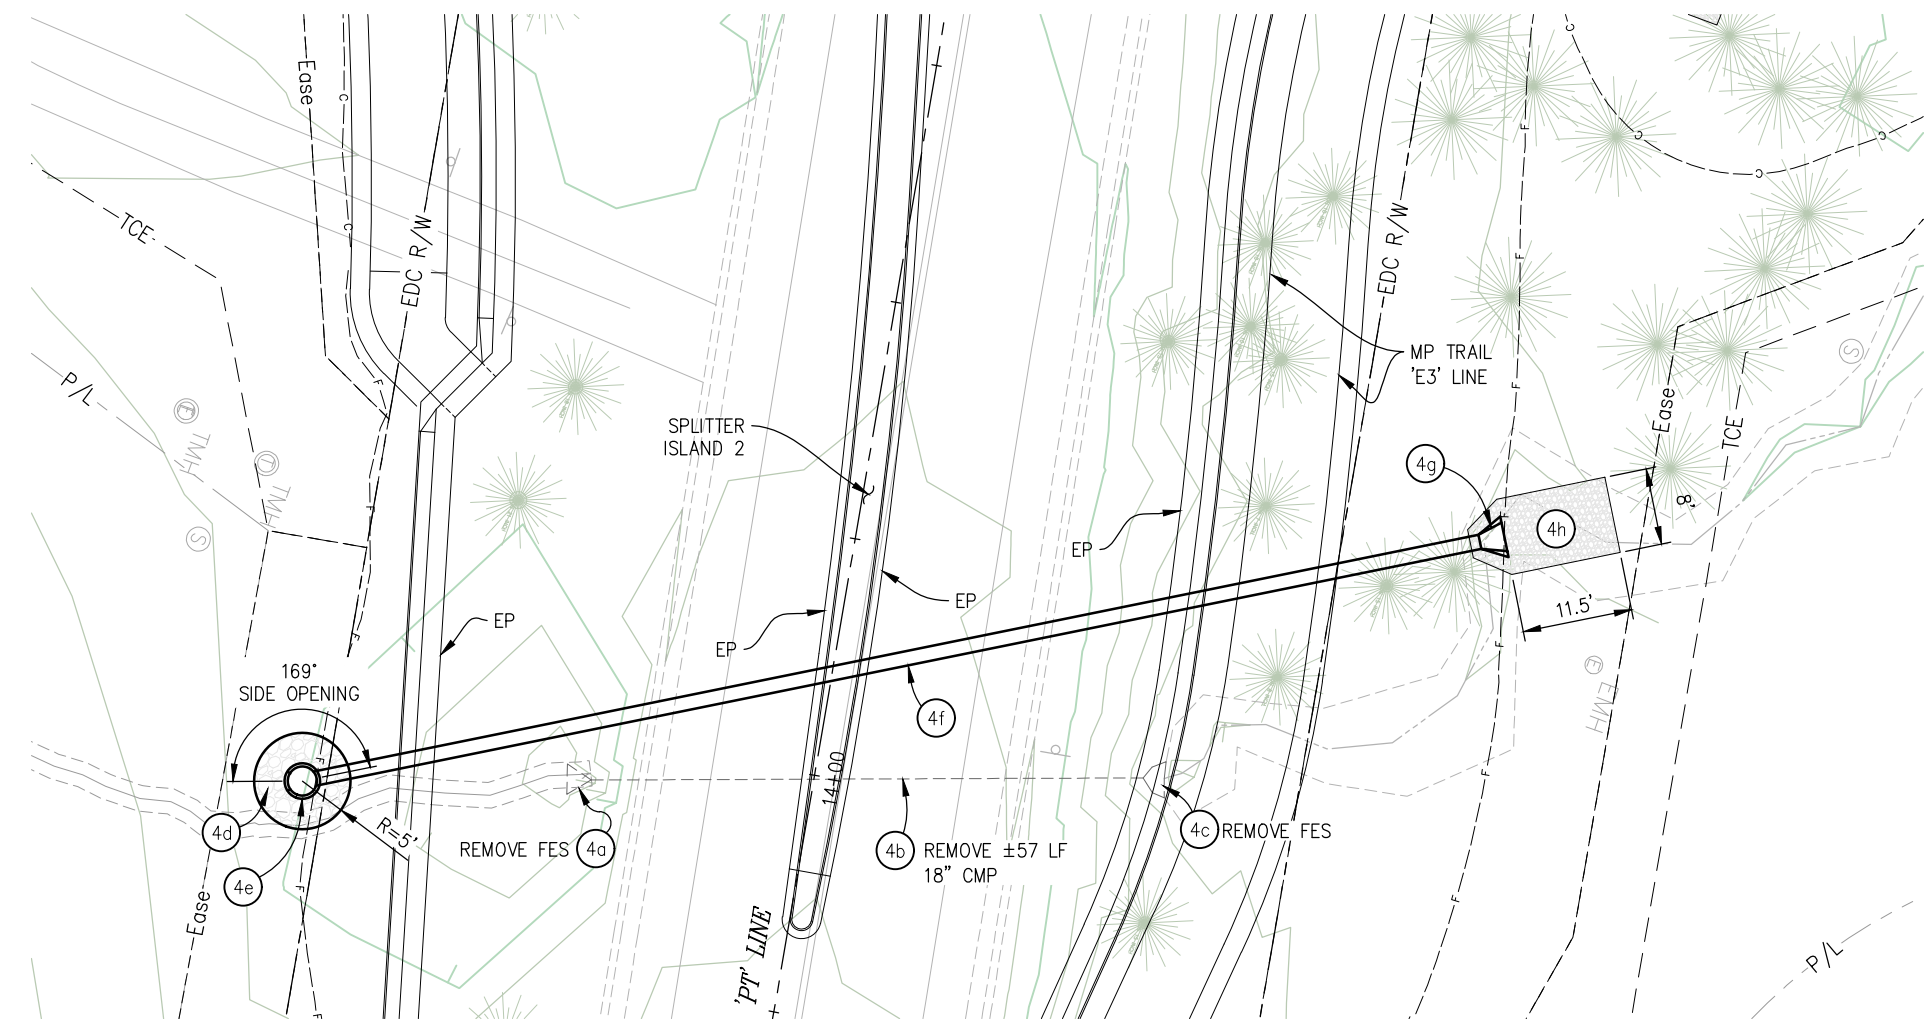 Ease
C
C
TCE
EDC R/W
P/L
E
TMH
T
TMH
S
F
F
F
SPLITTER
ISLAND 2
EDC R/W
MP TRAIL
'E3' LINE
C
C
C
C
F
F
F
F
S
Ease
TCE
4g
4h
8'
11.5'
EP
EP
EP
EP
169°
SIDE OPENING
4f
E
EMH
F
F
F
F
F
F
14+00
R=5'
4d
4e
REMOVE FES
4a
4b
REMOVE ±57 LF
18" CMP
4c
REMOVE FES
Ease
'PT' LINE
P/L